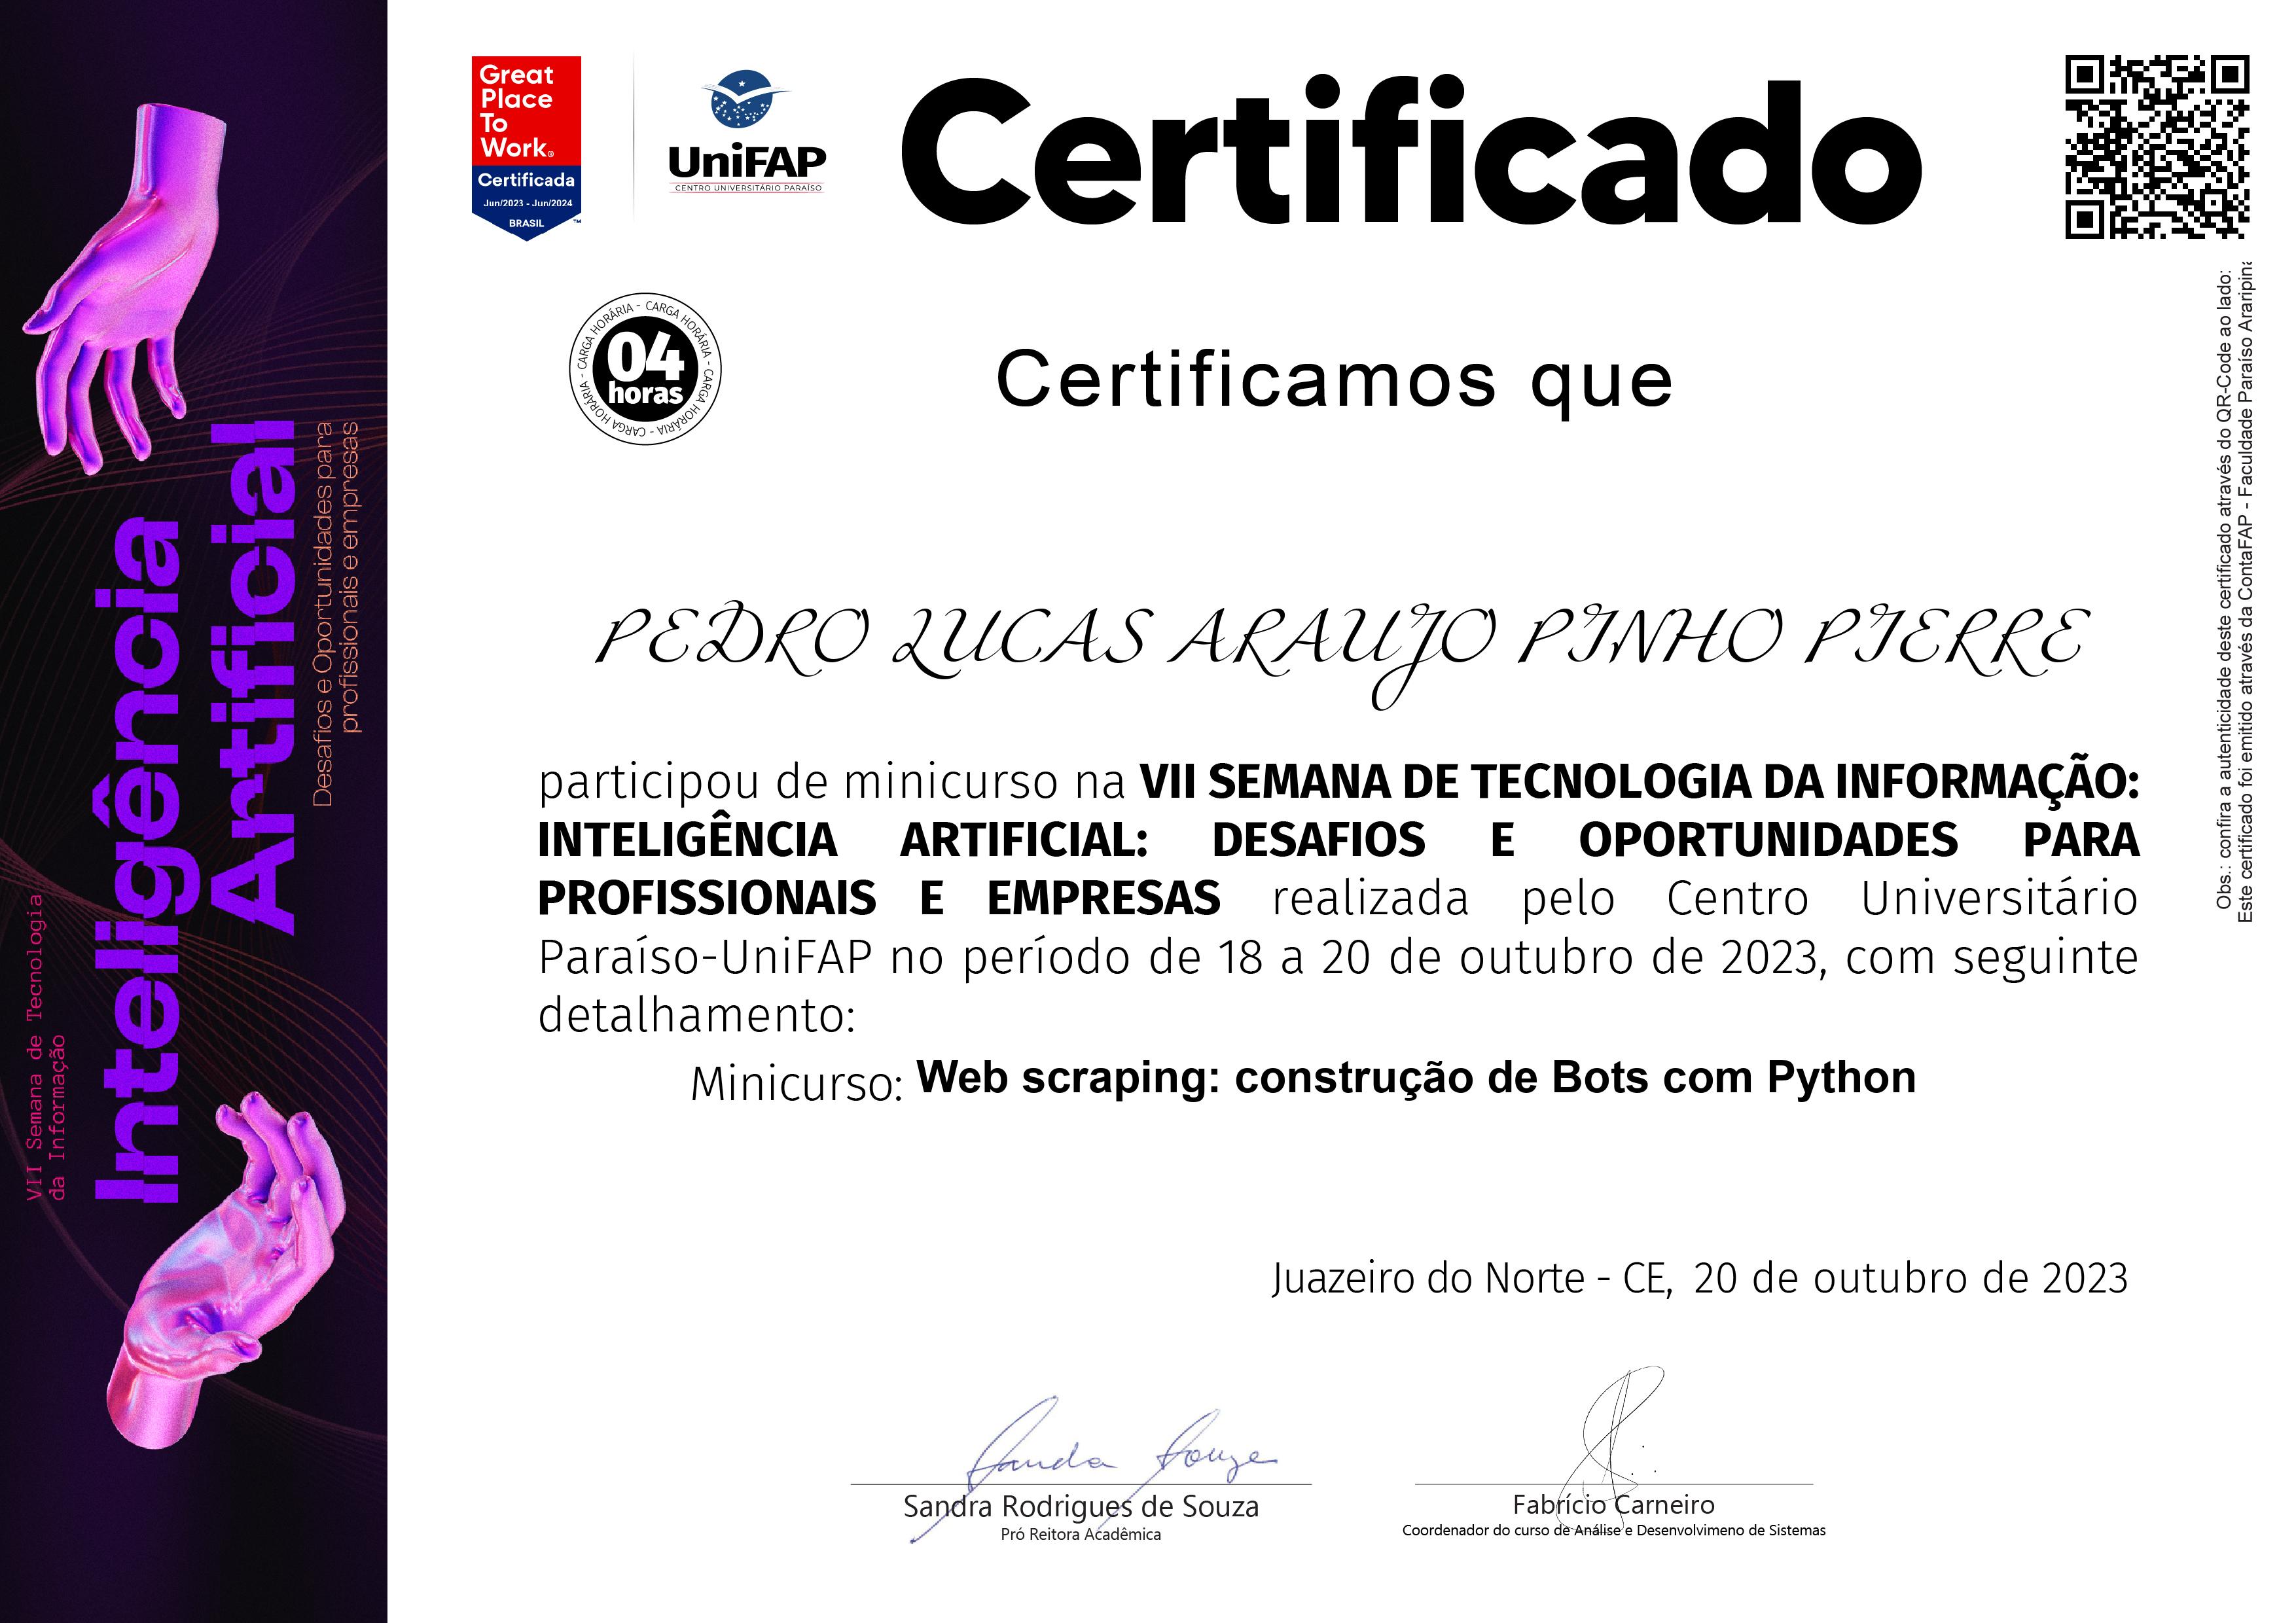 Great
Place
To
Work®
Certificada
Jun/2023 - Jun/2024
BRASIL
™
UniFAP
CENTRO UNIVERSITÁRIO PARAÍSO
Certificado
CARGA HORÁRIA - CARGA HORÁRIA - CARGA HORÁRIA - CARGA HORÁRIA -
04
horas
Certificamos que
PEDRO LUCAS ARAUJO PINHO PIERRE
participou de minicurso na VII SEMANA DE TECNOLOGIA DA INFORMAÇÃO:
INTELIGÊNCIA ARTIFICIAL: DESAFIOS E OPORTUNIDADES PARA
PROFISSIONAIS E EMPRESAS realizada pelo Centro Universitário
Paraíso-UniFAP no período de 18 a 20 de outubro de 2023, com seguinte
detalhamento:
Minicurso: Web scraping: construção de Bots com Python
Juazeiro do Norte - CE, 20 de outubro de 2023
Sandra Souza
Sandra Rodrigues de Souza
Pró Reitora Acadêmica
Fabrício Carneiro
Coordenador do curso de Análise e Desenvolvimeno de Sistemas
VII Semana de Tecnologia
da Informação
Inteligência
Artificial
Desafios e Oportunidades para
profissionais e empresas
Obs.: confira a autenticidade deste certificado através do QR-Code ao lado:
Este certificado foi emitido através da ContaFAP - Faculdade Paraíso Araripin